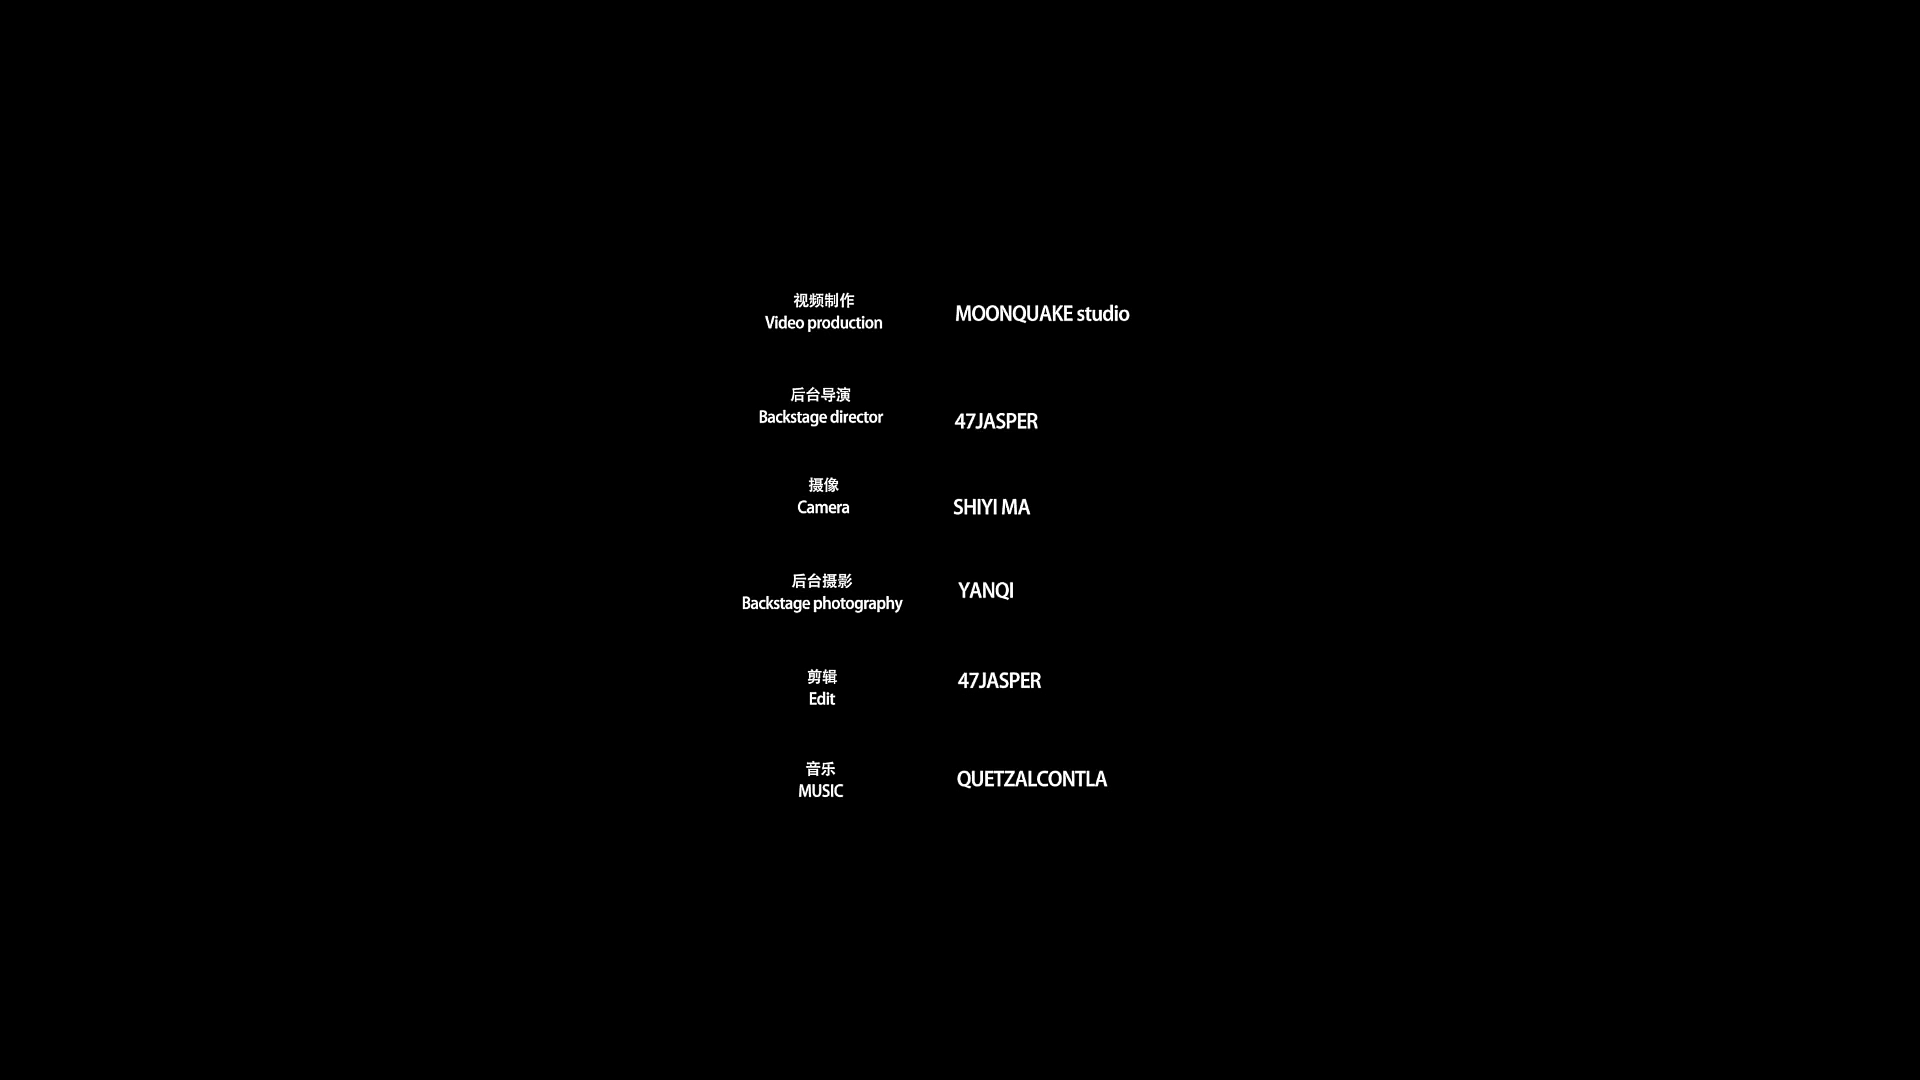 视频制作
Video production
MOONQUAKE studio
后台导演
Backstage director
47JASPER
摄像
Camera
SHIYI MA
后台摄影
Backstage photography
YANQI
剪辑
Edit
47JASPER
音乐
MUSIC
QUETZALCONTLA